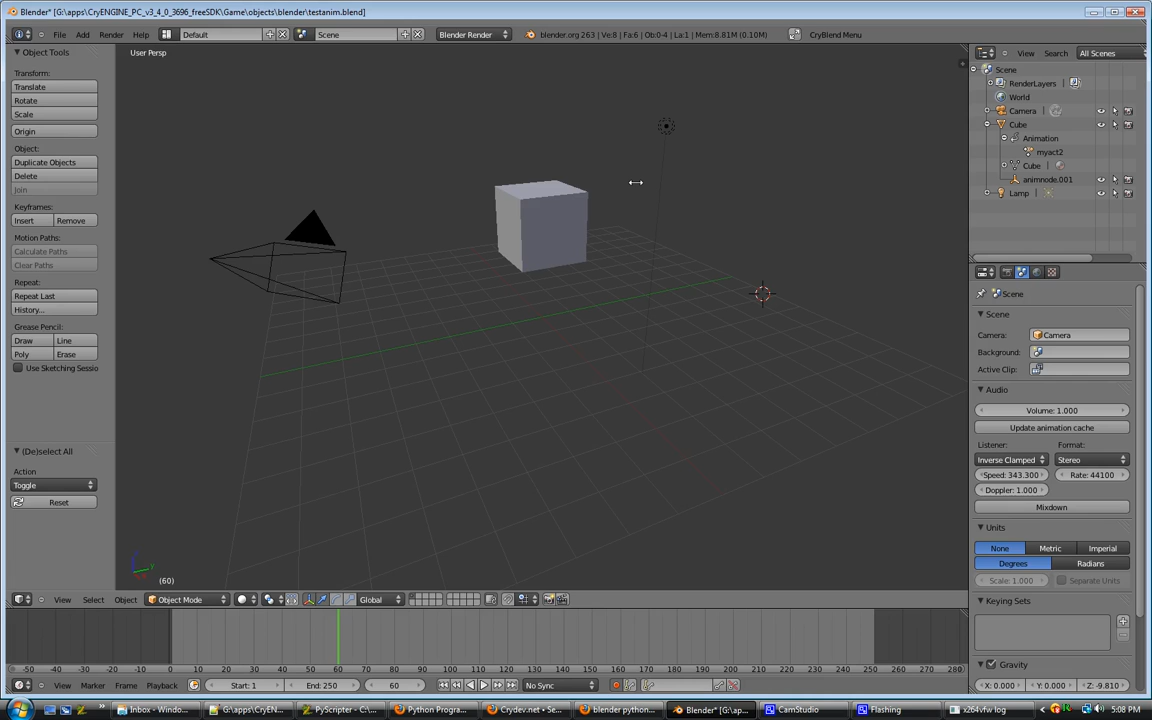 Blender* [G:\apps\CryENGINE_PC_v3_4_0_3696_freeSDK\Game\objects\blender\testanim.blend]
File Add Render Help Default Scene Blender Render blender.org 263 | Ve:8 | Fa:6 | Ob:0-4 | La:1 | Mem:8.81M (0.10M) CryBlend Menu
Object Tools
Transform:
Translate
Rotate
Scale
Origin
Object:
Duplicate Objects
Delete
Join
Keyframes:
Insert Remove
Motion Paths:
Calculate Paths
Clear Paths
Repeat:
Repeat Last
History...
Grease Pencil:
Draw Line
Poly Erase
Use Sketching Sessio
(De)select All
Action
Toggle
Reset
User Persp
(60)
View Select Object Object Mode Global
-50 -40 -30 -20 -10 0 10 20 30 40 50 60 70 80 90 100 110 120 130 140 150 160 170 180 190 200 210 220 230 240 250 260 270 280
View Marker Frame Playback Start: 1 End: 250 60 No Sync
View Search All Scenes
Scene
RenderLayers
World
Camera
Cube
Animation
myact2
Cube
animnode.001
Lamp
Scene
Scene
Camera: Camera
Background:
Active Clip:
Audio
Volume: 1.000
Update animation cache
Listener: Format:
Inverse Clamped Stereo
Speed: 343.300 Rate: 44100
Doppler: 1.000
Mixdown
Units
None Metric Imperial
Degrees Radians
Scale: 1.000 Separate Units
Keying Sets
Gravity
X: 0.000 Y: 0.000 Z: -9.810
Inbox - Windo... G:\apps\CryEN... PyScripter - C:\... Python Progra... Crydev.net • Se... blender python... Blender* [G:\ap... CamStudio Flashing x264vfw log 5:08 PM